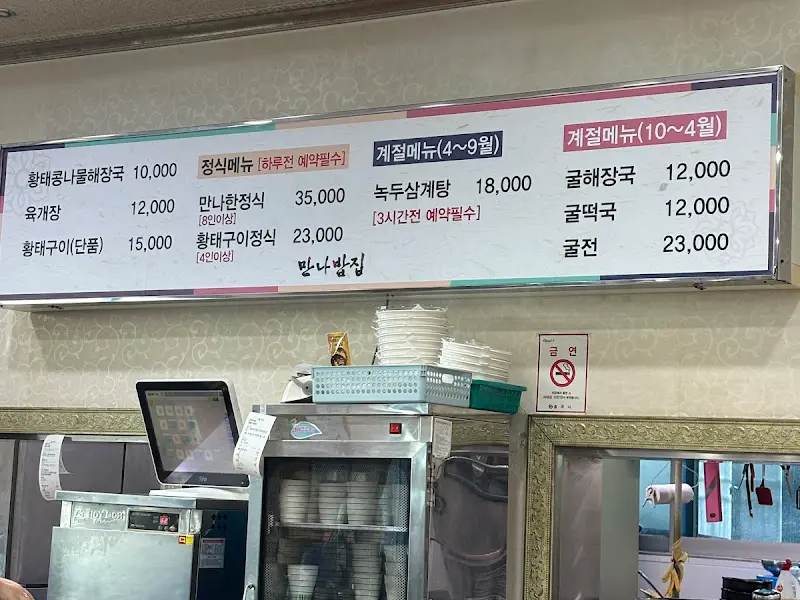 황태콩나물해장국 10,000
육개장 12,000
황태구이(단품) 15,000
정식메뉴 [하루전 예약필수]
만나한정식 35,000
[8인이상]
황태구이정식 23,000
[4인이상]
만나밥집
계절메뉴(4~9월)
녹두삼계탕 18,000
[3시간전 예약필수]
계절메뉴(10~4월)
굴해장국 12,000
굴떡국 12,000
굴전 23,000
금연